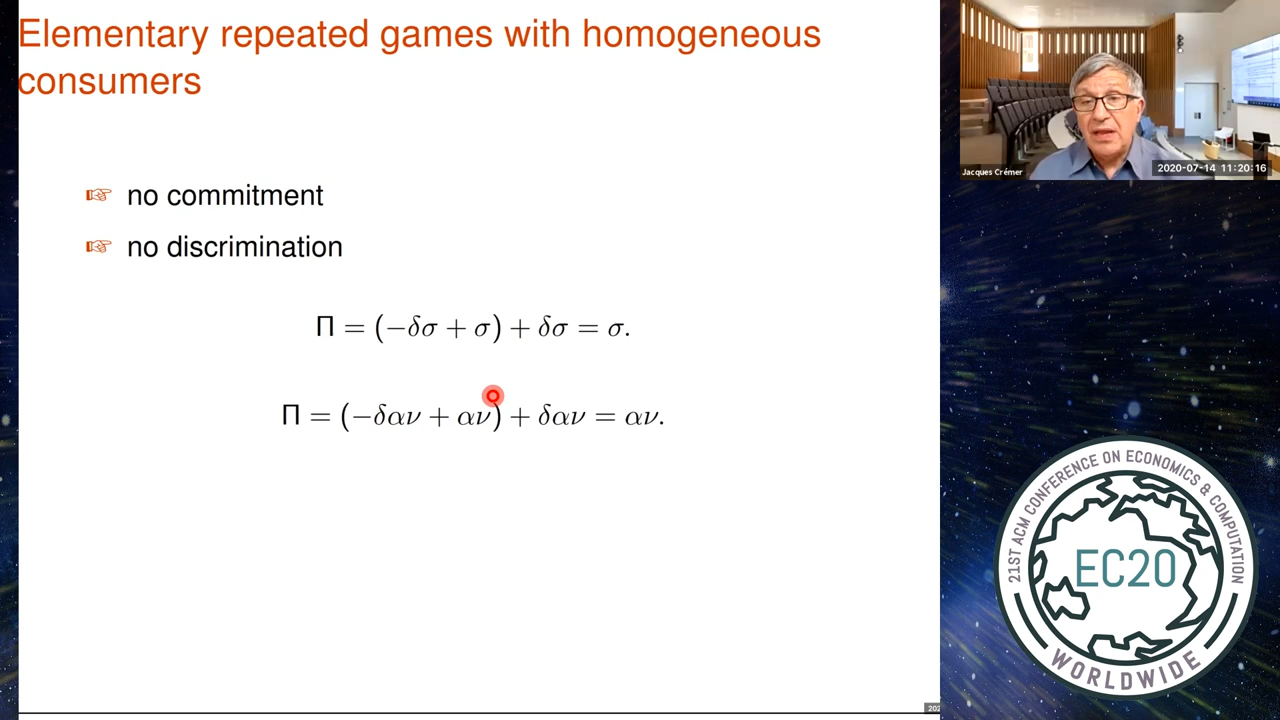 Elementary repeated games with homogeneous
consumers
☞ no commitment
☞ no discrimination
Π = (−δσ + σ) + δσ = σ.
Π = (−δαν + αν) + δαν = αν.
Jacques Crémer
2020-07-14 11:20:16
21ST ACM CONFERENCE ON ECONOMICS & COMPUTATION
EC20
WORLDWIDE